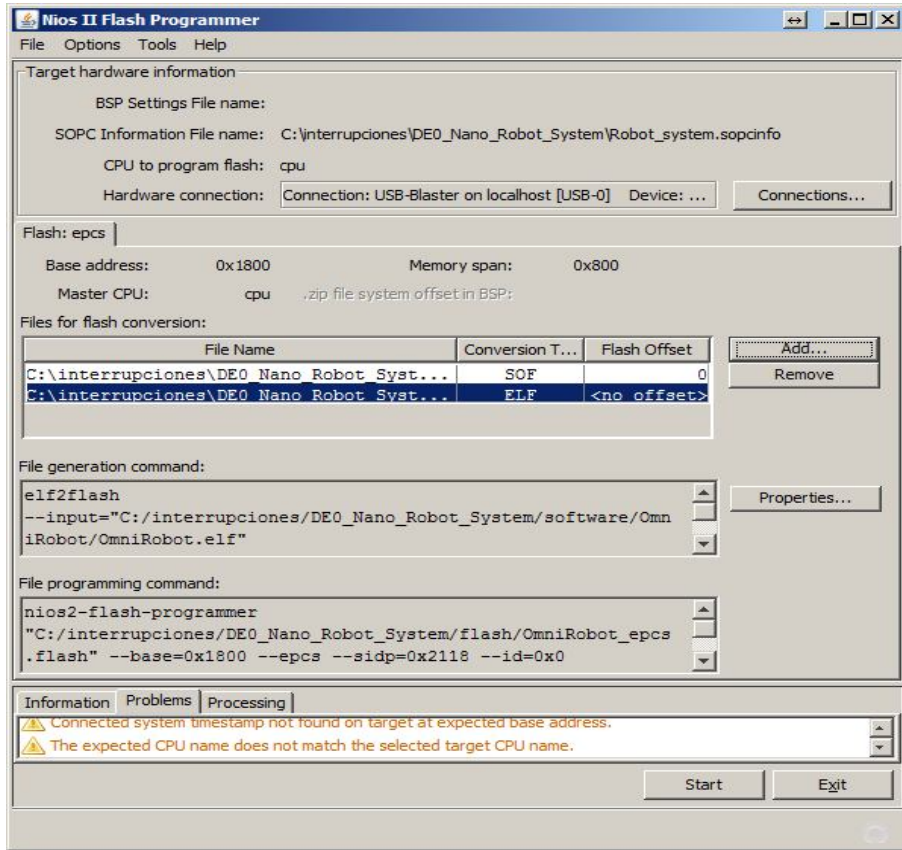 Nios II Flash Programmer
File Options Tools Help
Target hardware information
BSP Settings File name:
SOPC Information File name: C:\interrupciones\DE0_Nano_Robot_System\Robot_system.sopcinfo
CPU to program flash: cpu
Hardware connection: Connection: USB-Blaster on localhost [USB-0] Device: ... Connections...
Flash: epcs
Base address: 0x1800 Memory span: 0x800
Master CPU: cpu .zip file system offset in BSP:
Files for flash conversion:
File Name Conversion T... Flash Offset Add...
C:\interrupciones\DE0_Nano_Robot_Syst... SOF 0 Remove
C:\interrupciones\DE0_Nano_Robot_Syst... ELF <no offset>
File generation command:
elf2flash Properties...
--input="C:/interrupciones/DE0_Nano_Robot_System/software/Omn
iRobot/OmniRobot.elf"
File programming command:
nios2-flash-programmer
"C:/interrupciones/DE0_Nano_Robot_System/flash/OmniRobot_epcs
.flash" --base=0x1800 --epcs --sidp=0x2118 --id=0x0
Information Problems Processing
Connected system timestamp not found on target at expected base address.
The expected CPU name does not match the selected target CPU name.
Start Exit